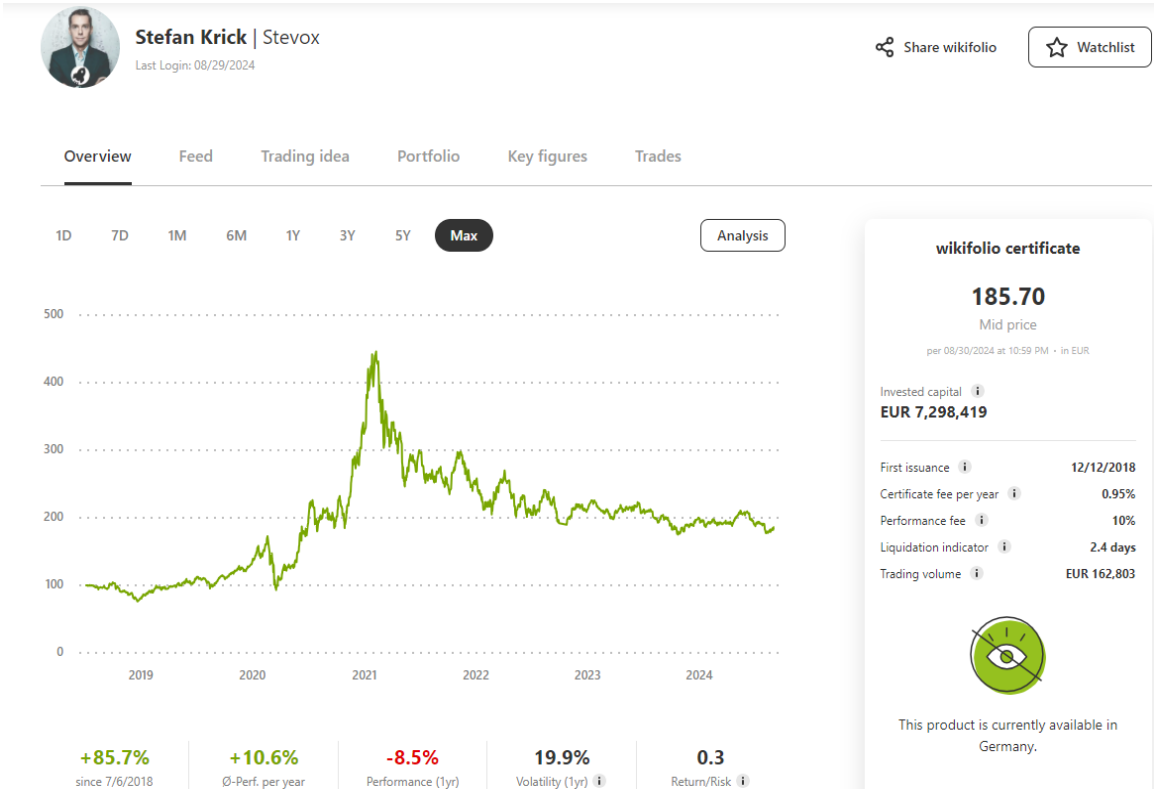 Stefan Krick | Stevox
Last Login: 08/29/2024
Share wikifolio
Watchlist
Overview
Feed
Trading idea
Portfolio
Key figures
Trades
1D
7D
1M
6M
1Y
3Y
5Y
Max
Analysis
500
400
300
200
100
0
2019
2020
2021
2022
2023
2024
+85.7%
since 7/6/2018
+10.6%
Ø-Perf. per year
-8.5%
Performance (1yr)
19.9%
Volatility (1yr) i
0.3
Return/Risk i
wikifolio certificate
185.70
Mid price
per 08/30/2024 at 10:59 PM • in EUR
Invested capital i
EUR 7,298,419
First issuance i 12/12/2018
Certificate fee per year i 0.95%
Performance fee i 10%
Liquidation indicator i 2.4 days
Trading volume i EUR 162,803
This product is currently available in
Germany.